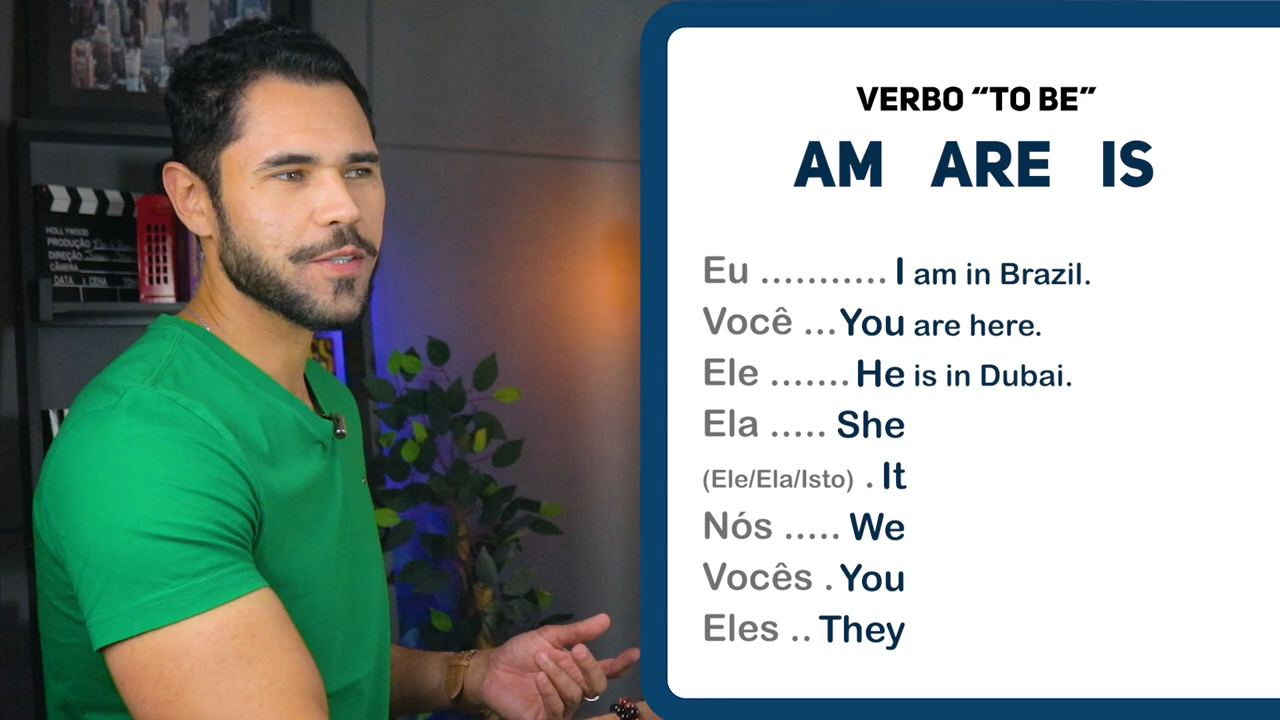 HOLLYWOOD
PRODUÇÃO
DIREÇÃO
CÂMERA
DATA CENA
VERBO “TO BE”
AM ARE IS
Eu ........... I am in Brazil.
Você ... You are here.
Ele ....... He is in Dubai.
Ela ..... She
(Ele/Ela/Isto) . It
Nós ..... We
Vocês . You
Eles .. They